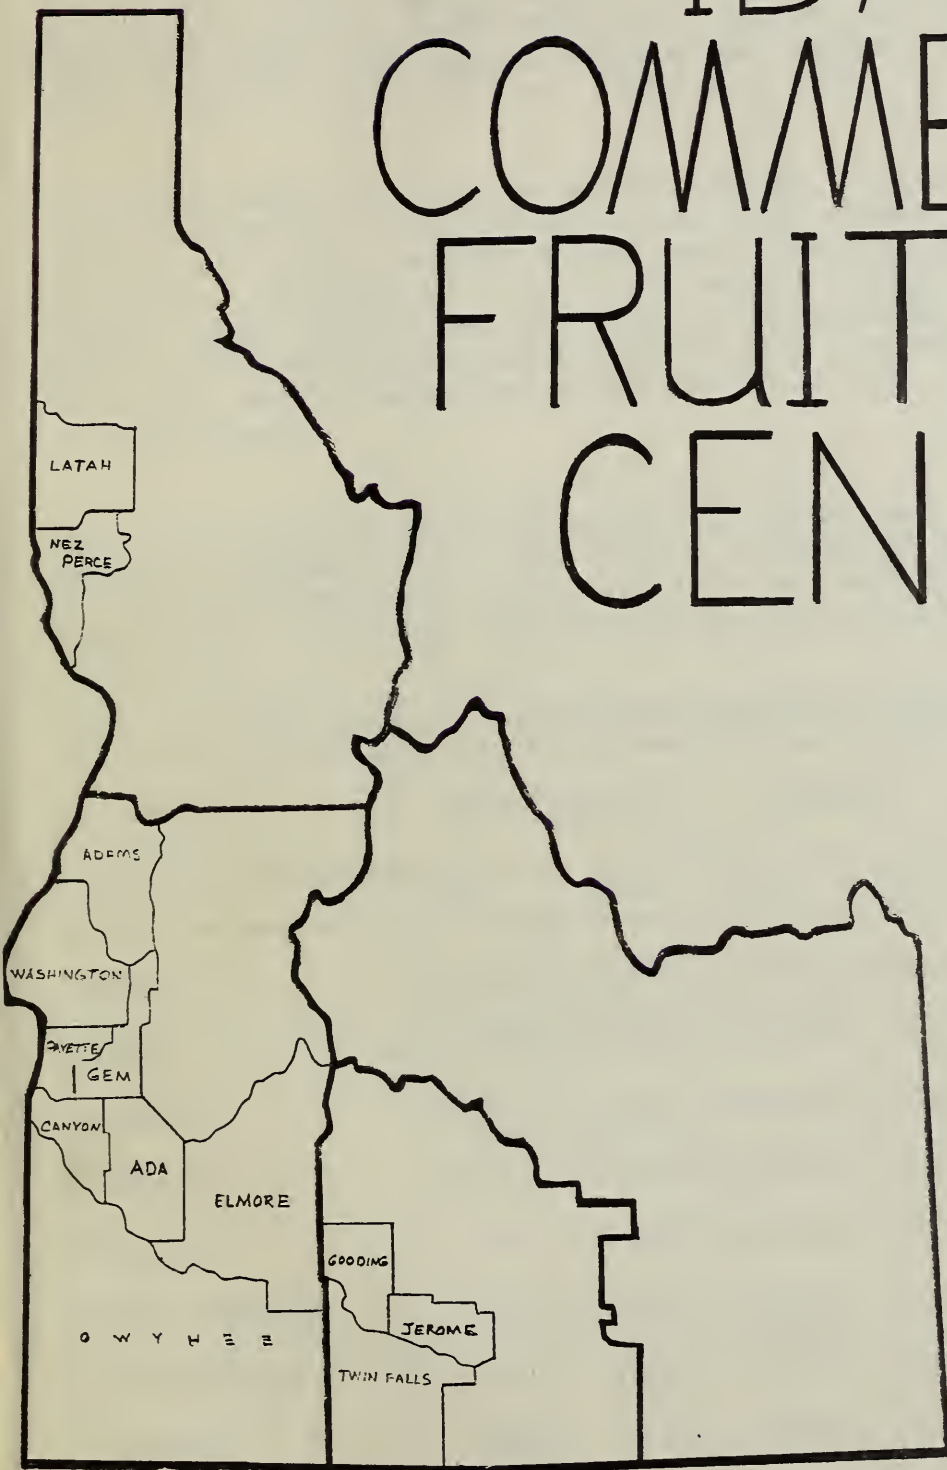 COMME
FRUIT
CEN
LATAH
NEZ
PERCE
ADAMS
WASHINGTON
PAYETTE
GEM
CANYON
ADA
ELMORE
GOODING
JEROME
OWYHEE
TWIN FALLS